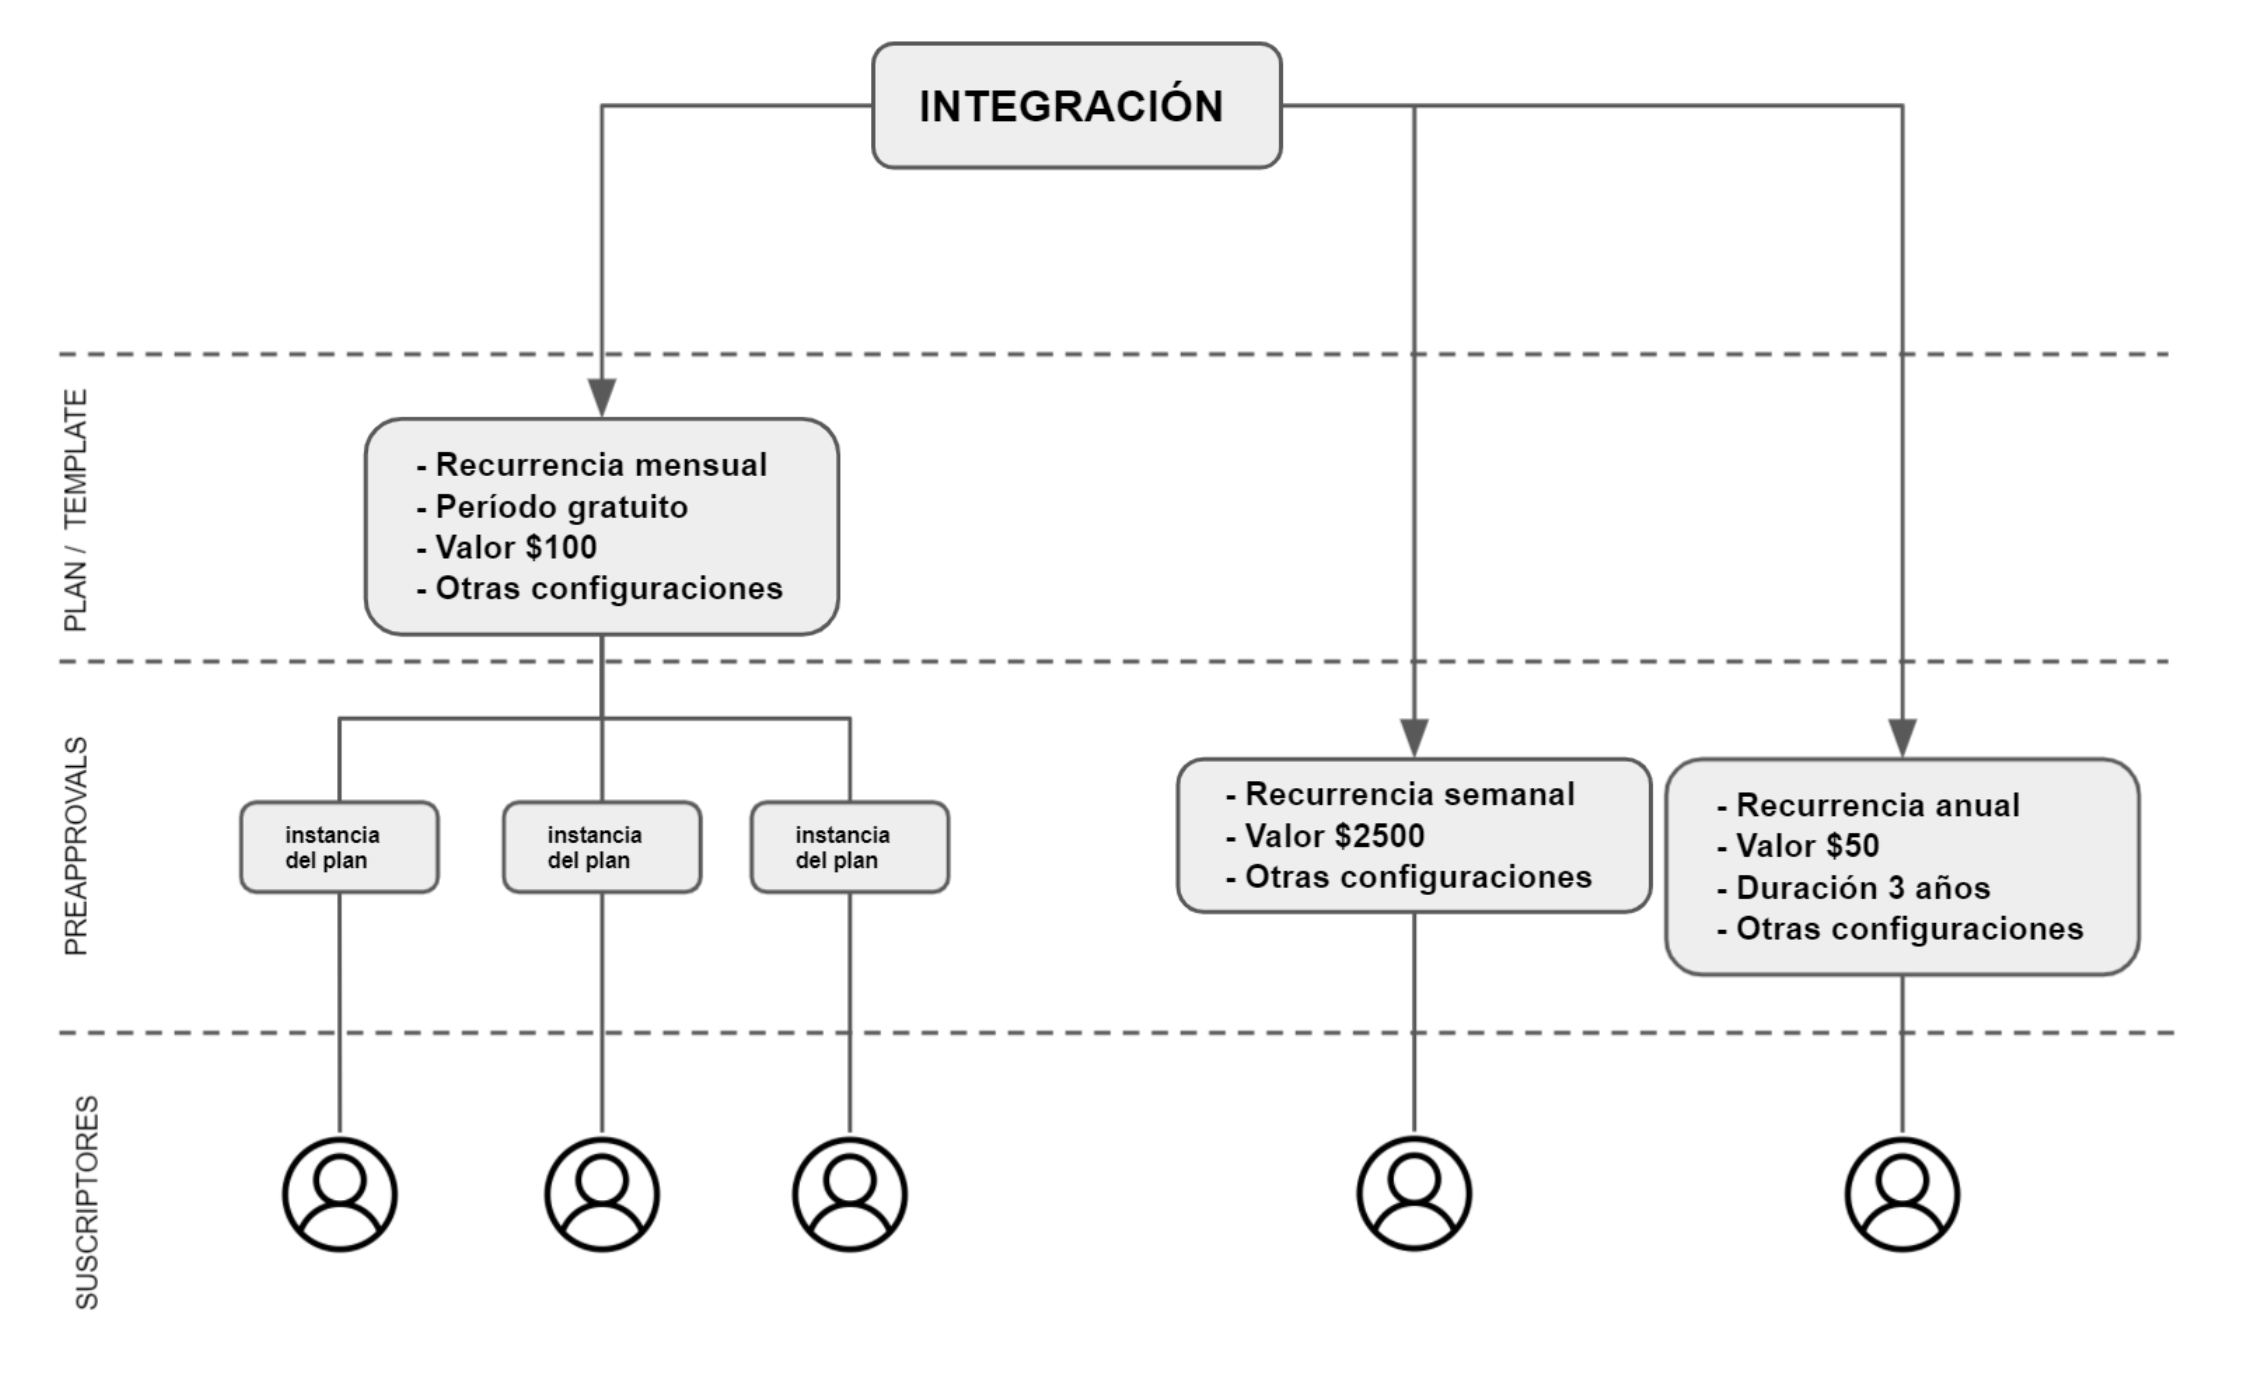 INTEGRACIÓN
PLAN / TEMPLATE
- Recurrencia mensual
- Período gratuito
- Valor $100
- Otras configuraciones
PREAPPROVALS
instancia
del plan
instancia
del plan
instancia
del plan
- Recurrencia semanal
- Valor $2500
- Otras configuraciones
- Recurrencia anual
- Valor $50
- Duración 3 años
- Otras configuraciones
SUSCRIPTORES